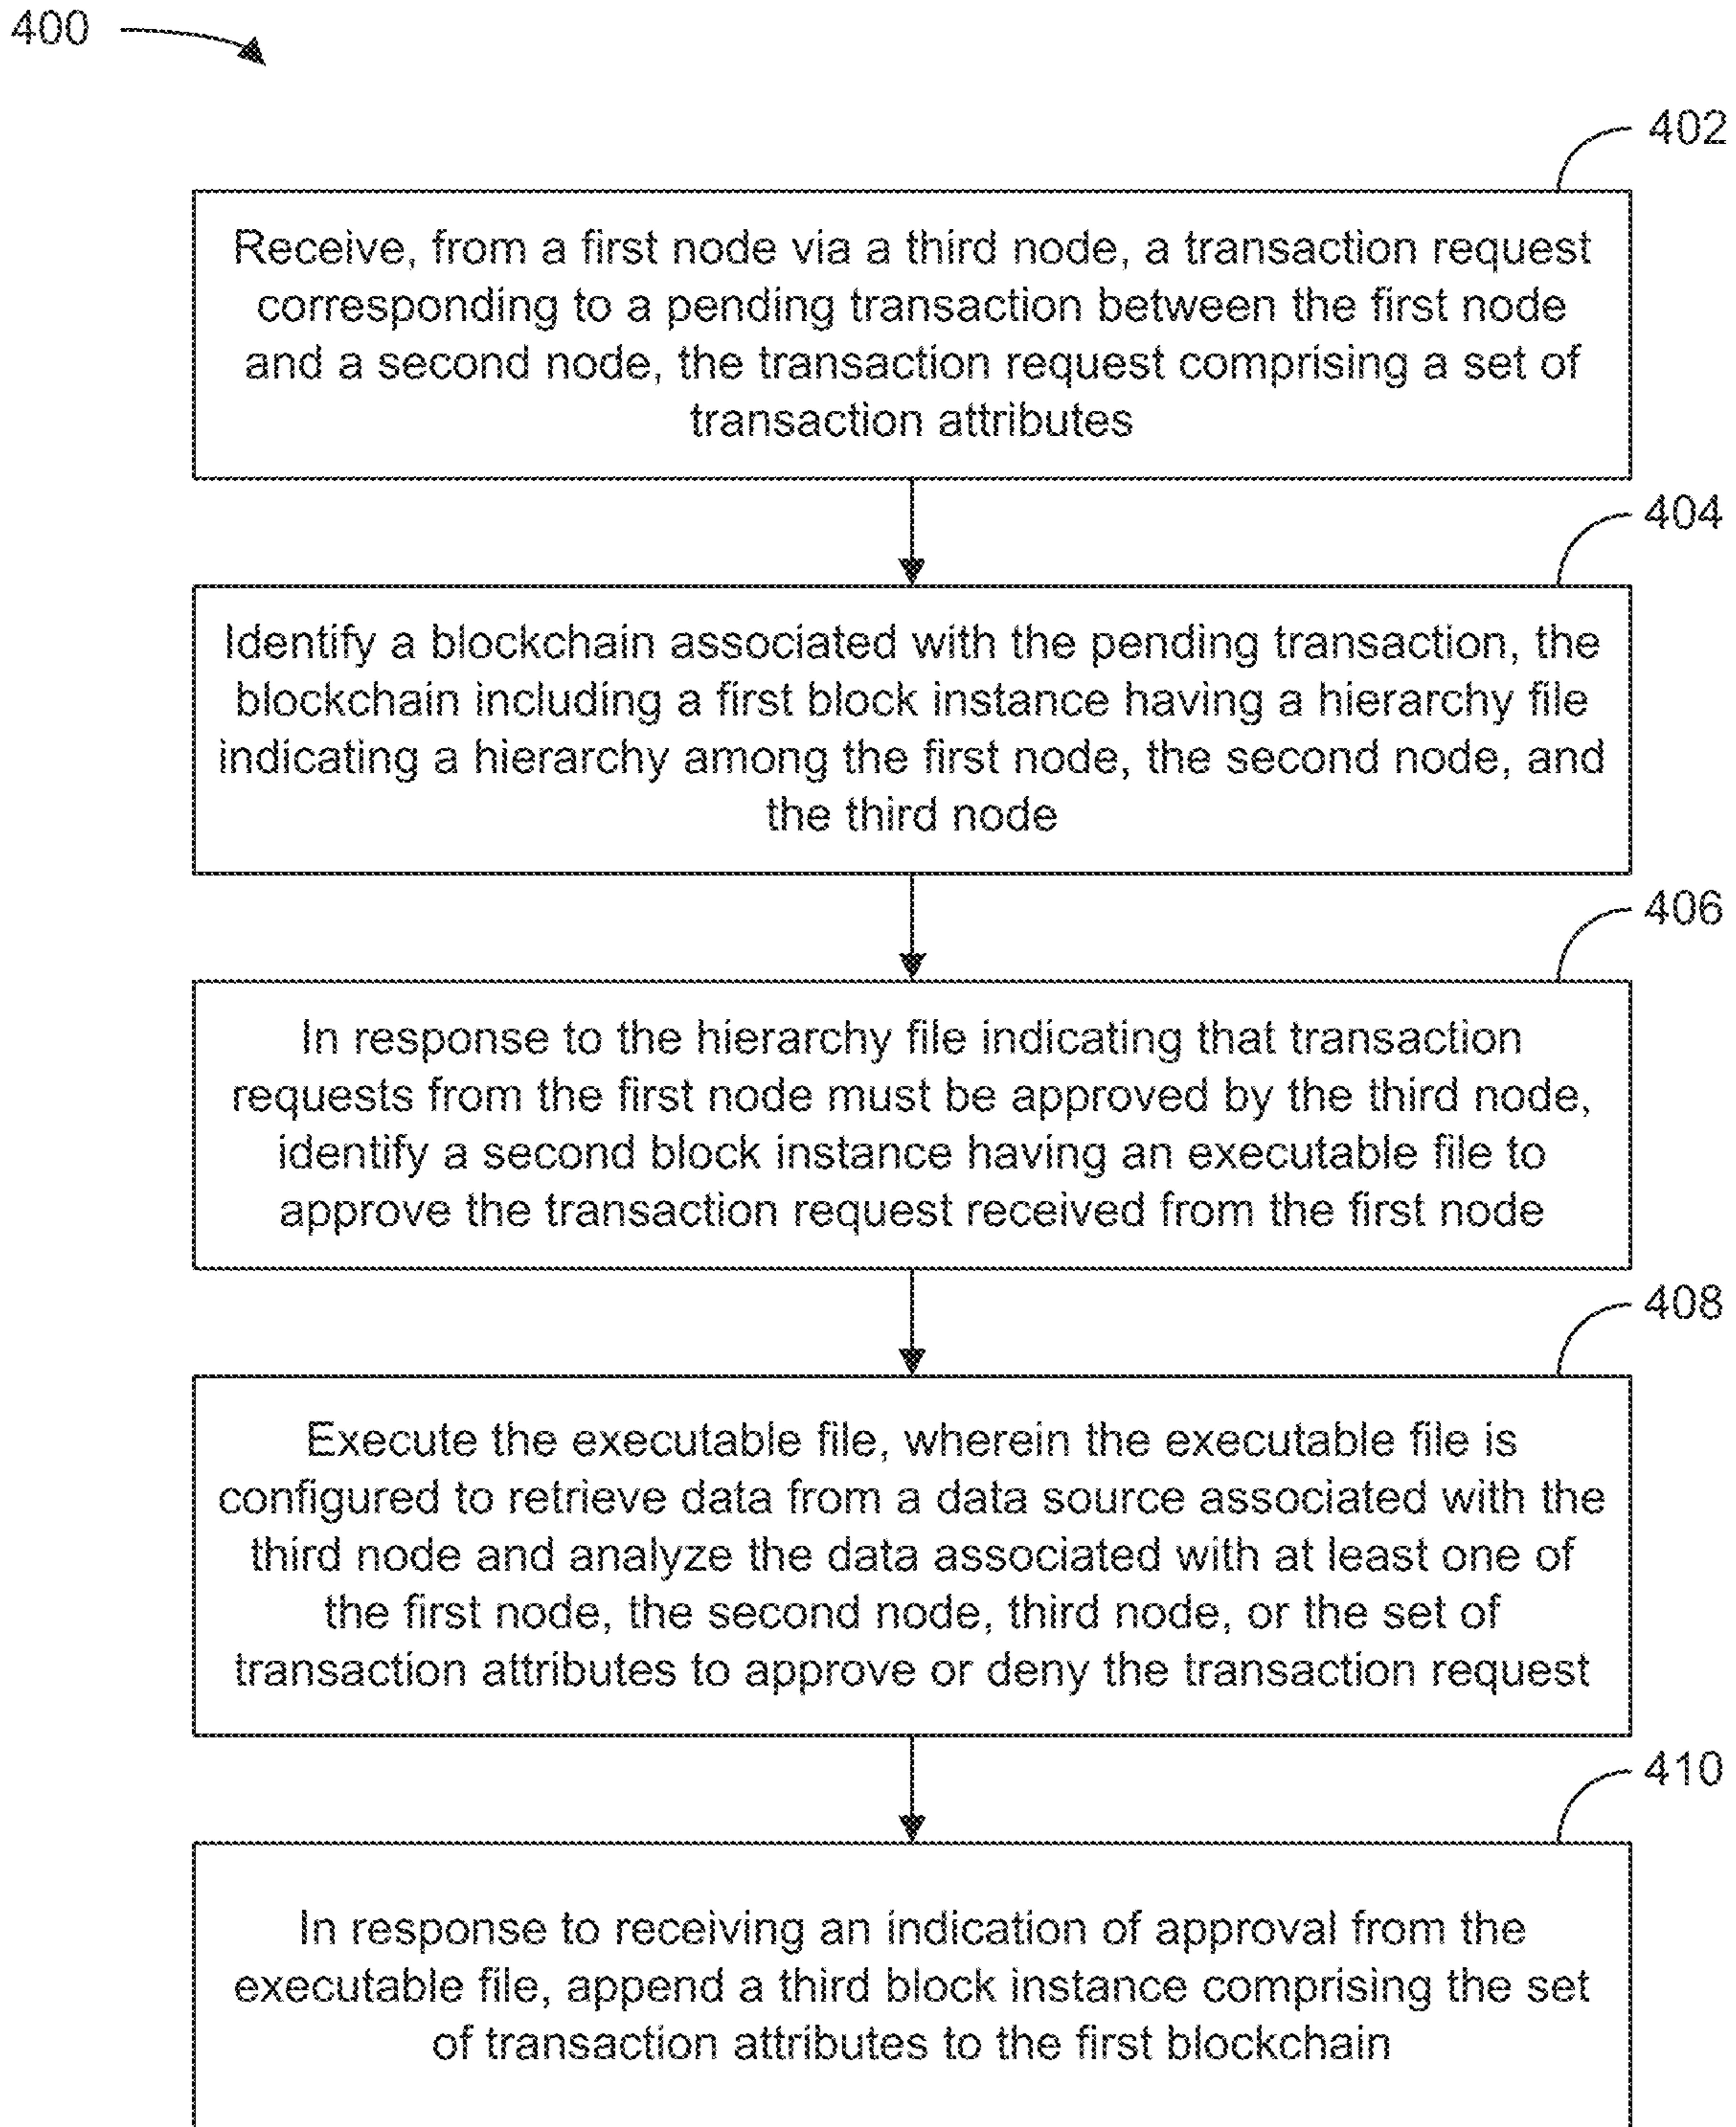 400
402
Receive, from a first node via a third node, a transaction request
corresponding to a pending transaction between the first node
and a second node, the transaction request comprising a set of
transaction attributes
404
Identify a blockchain associated with the pending transaction, the
blockchain including a first block instance having a hierarchy file
indicating a hierarchy among the first node, the second node, and
the third node
406
In response to the hierarchy file indicating that transaction
requests from the first node must be approved by the third node,
identify a second block instance having an executable file to
approve the transaction request received from the first node
408
Execute the executable file, wherein the executable file is
configured to retrieve data from a data source associated with the
third node and analyze the data associated with at least one of
the first node, the second node, third node, or the set of
transaction attributes to approve or deny the transaction request
410
In response to receiving an indication of approval from the
executable file, append a third block instance comprising the set
of transaction attributes to the first blockchain